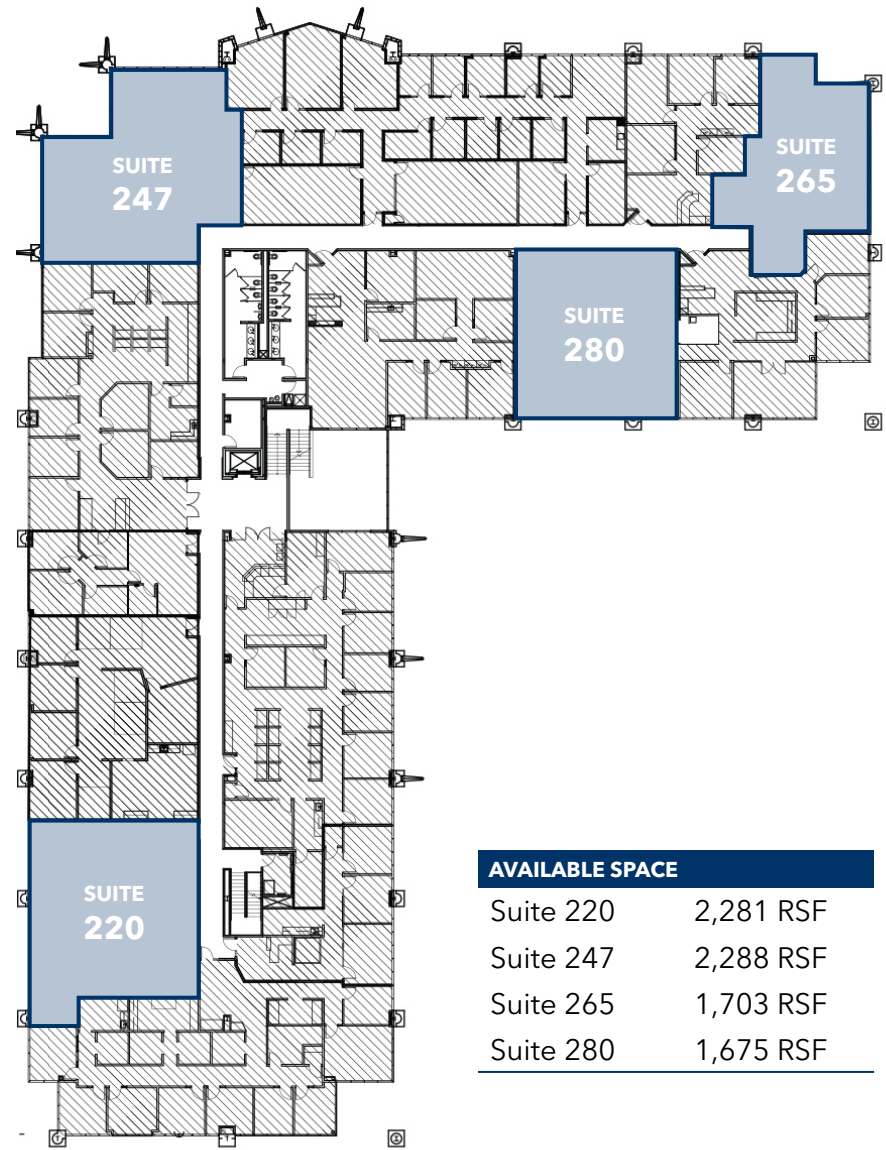 SUITE
247
SUITE
265
SUITE
280
SUITE
220
AVAILABLE SPACE
Suite 220 2,281 RSF
Suite 247 2,288 RSF
Suite 265 1,703 RSF
Suite 280 1,675 RSF